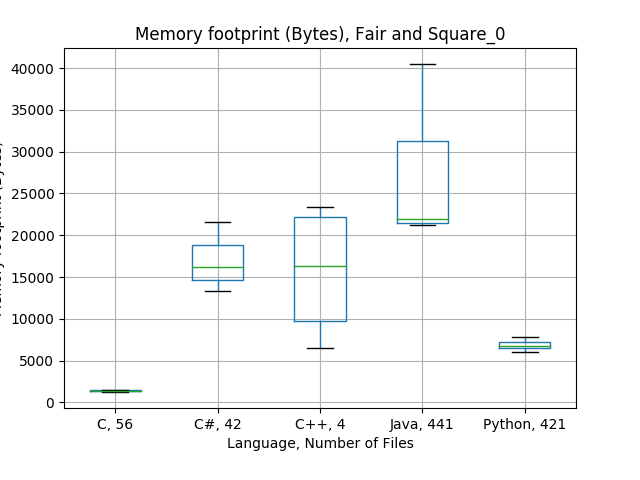 Memory footprint (Bytes), Fair and Square_0
40000
35000
30000
25000
20000
15000
10000
5000
0
C, 56
C#, 42
C++, 4
Java, 441
Python, 421
Language, Number of Files